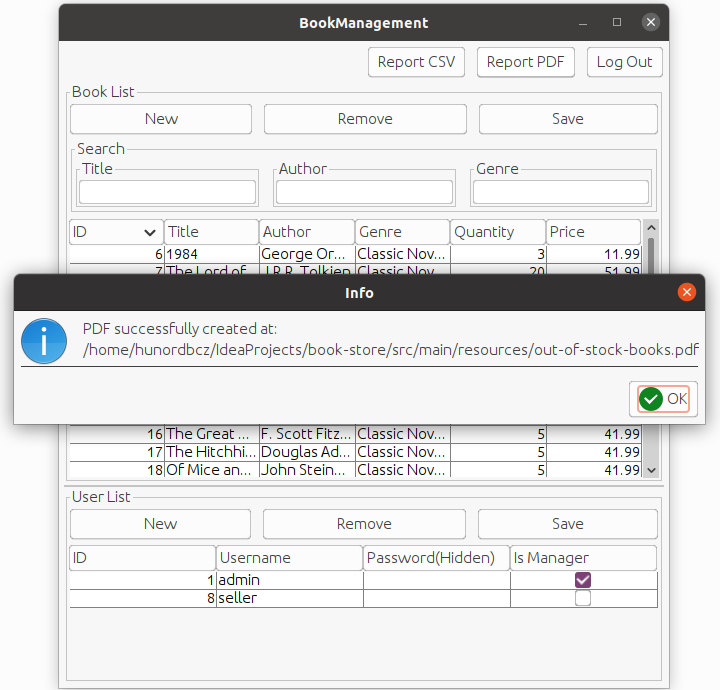 BookManagement
Report CSV Report PDF Log Out
Book List
New Remove Save
Search
Title Author Genre
ID Title Author Genre Quantity Price
6 1984 George Or... Classic Nov... 3 11.99
7 The Lord of J.R.R. Tolkien Classic Nov 20 51.99
Info
PDF successfully created at:
/home/hunordbcz/IdeaProjects/book-store/src/main/resources/out-of-stock-books.pdf
OK
16 The Great ... F. Scott Fitz... Classic Nov... 5 41.99
17 The Hitchhi... Douglas Ad... Classic Nov... 5 41.99
18 Of Mice an... John Stein... Classic Nov... 5 41.99
User List
New Remove Save
ID Username Password(Hidden) Is Manager
1 admin
8 seller